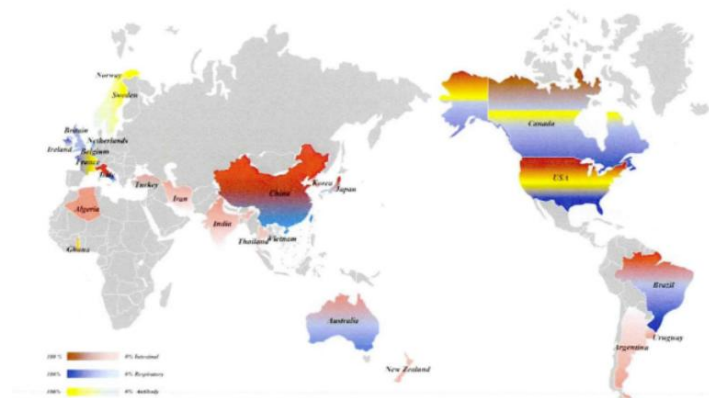 Norway
Sweden
Britain
Netherlands
Ireland
Belgium
France
Italy
Turkey
Iran
Algeria
Ghana
China
Korea
Japan
India
Thailand
Vietnam
Australia
New Zealand
Canada
USA
Brazil
Uruguay
Argentina
100 % 0% Intestinal
100% 0% Respiratory
100% 0% Antibody